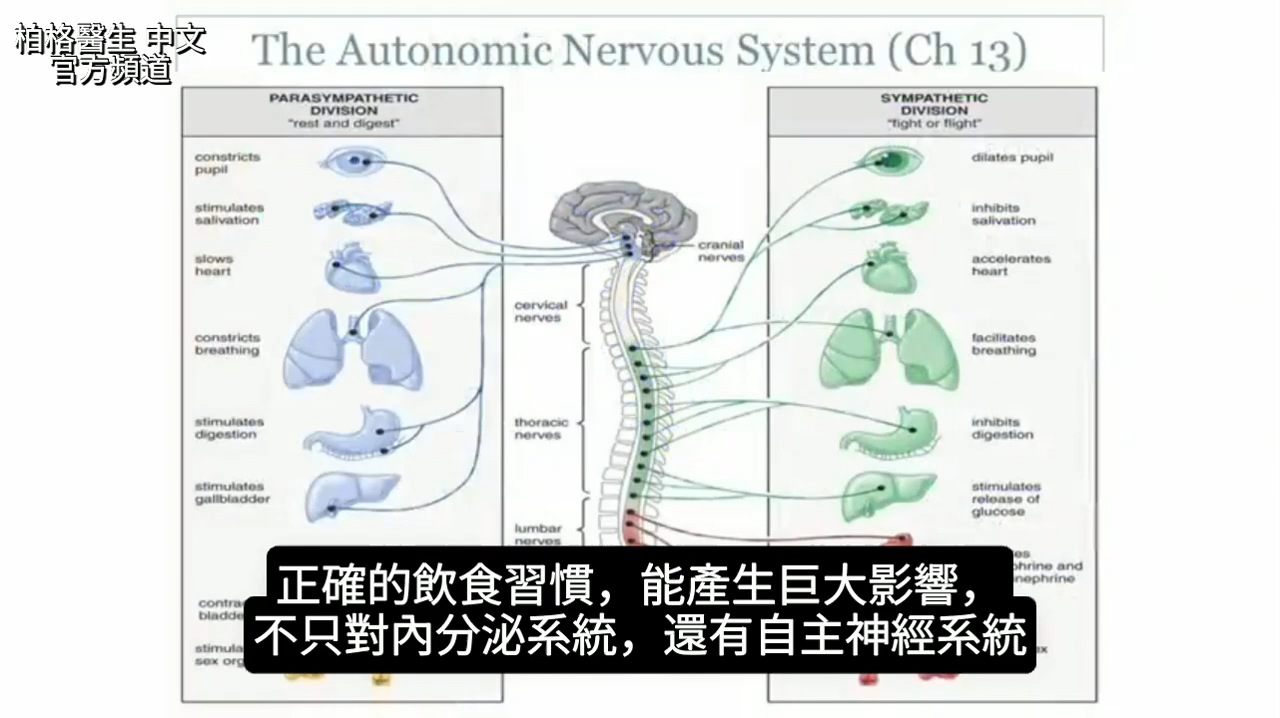 柏格醫生 中文
官方頻道
The Autonomic Nervous System (Ch 13)
PARASYMPATHETIC
DIVISION
"rest and digest"
constricts
pupil
stimulates
salivation
slows
heart
constricts
breathing
stimulates
digestion
stimulates
gallbladder
cranial
nerves
cervical
nerves
thoracic
nerves
lumbar
nerves
SYMPATHETIC
DIVISION
"fight or flight"
dilates pupil
inhibits
salivation
accelerates
heart
facilitates
breathing
inhibits
digestion
stimulates
release of
glucose
正確的飲食習慣，能產生巨大影響，
不只對內分泌系統，還有自主神經系統